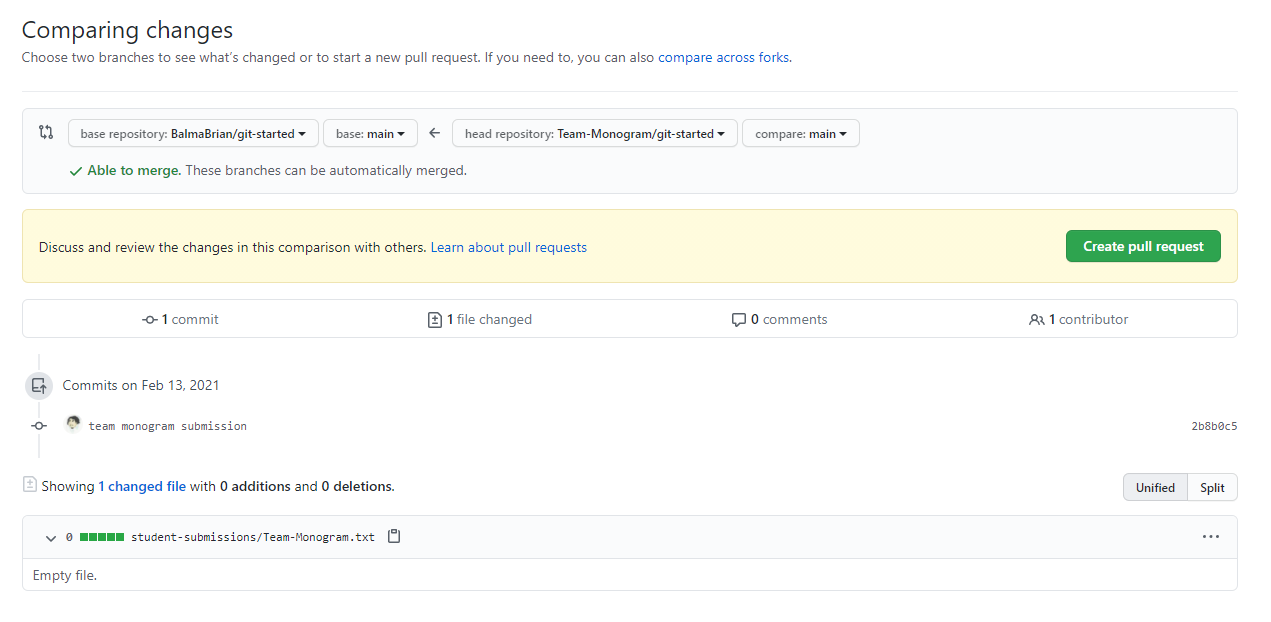 Comparing changes
Choose two branches to see what's changed or to start a new pull request. If you need to, you can also compare across forks.
base repository: BalmaBrian/git-started base: main head repository: Team-Monogram/git-started compare: main
Able to merge. These branches can be automatically merged.
Discuss and review the changes in this comparison with others. Learn about pull requests Create pull request
1 commit 1 file changed 0 comments 1 contributor
Commits on Feb 13, 2021
team monogram submission 2b8b0c5
Showing 1 changed file with 0 additions and 0 deletions. Unified Split
0 student-submissions/Team-Monogram.txt
Empty file.